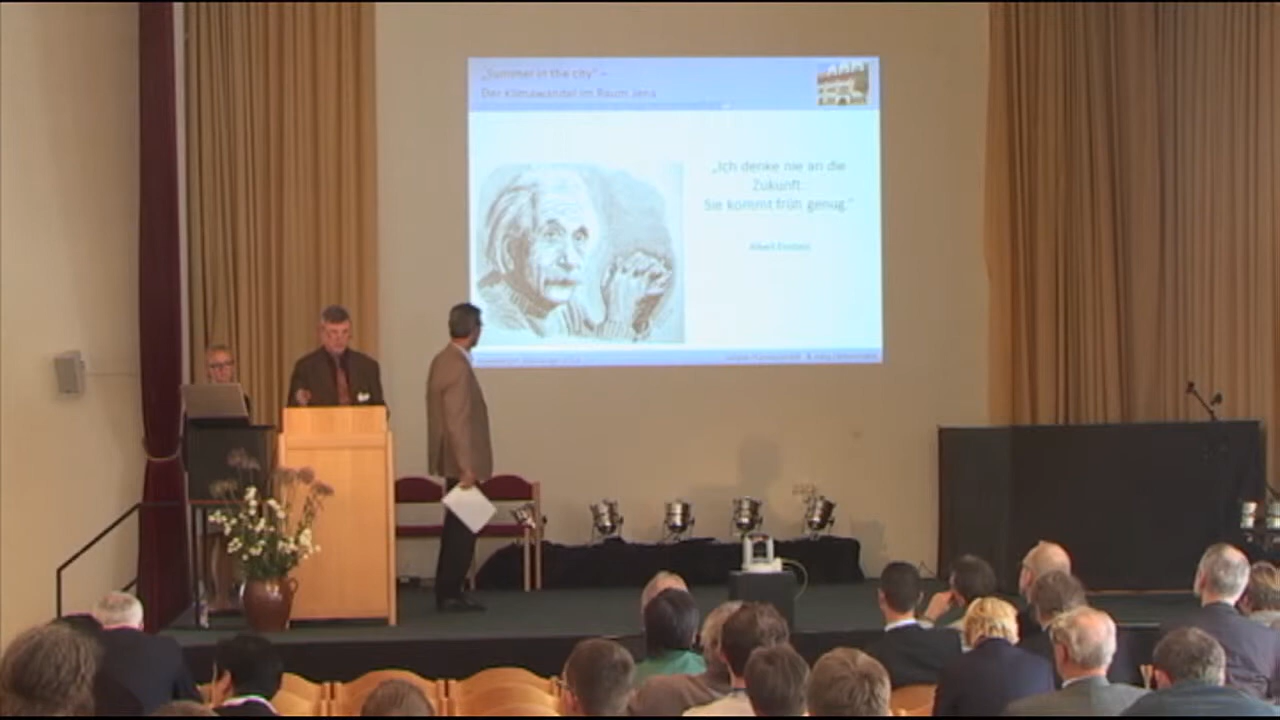 „Summer in the city" –
Der Klimawandel im Raum Jena
„Ich denke nie an die
Zukunft.
Sie kommt früh genug."
Albert Einstein